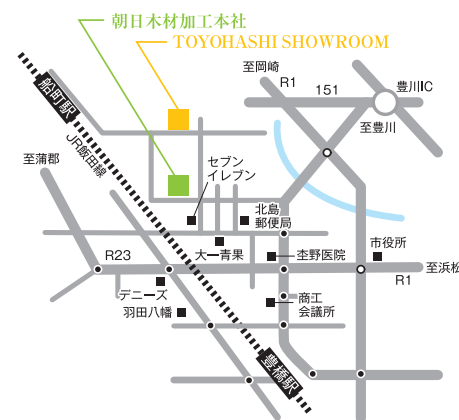 朝日木材加工本社
TOYOHASHI SHOWROOM
至岡崎
R1
151
豊川IC
至豊川
船町駅
JR飯田線
至蒲郡
セブン
イレブン
北島
郵便局
大一青果
杢野医院
市役所
R23
至浜松
R1
デニーズ
羽田八幡
商工
会議所
豊橋駅